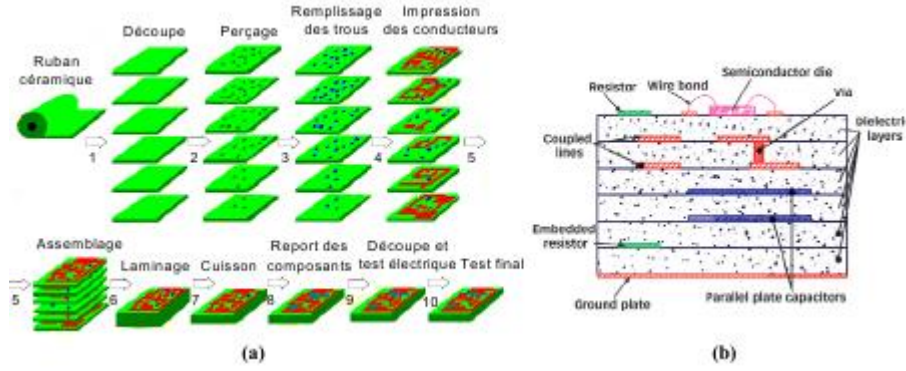 Ruban
céramique
Découpe
Perçage
Remplissage
des trous
Impression
des conducteurs
1
2
3
4
5
5
Assemblage
6
Laminage
7
Cuisson
8
Report des
composants
9
Découpe et
test électrique
10
Test final
(a)
Resistor
Wire bond
Semiconductor die
Via
Coupled
lines
Dielectric
layers
Embedded
resistor
Ground plate
Parallel plate capacitors
(b)